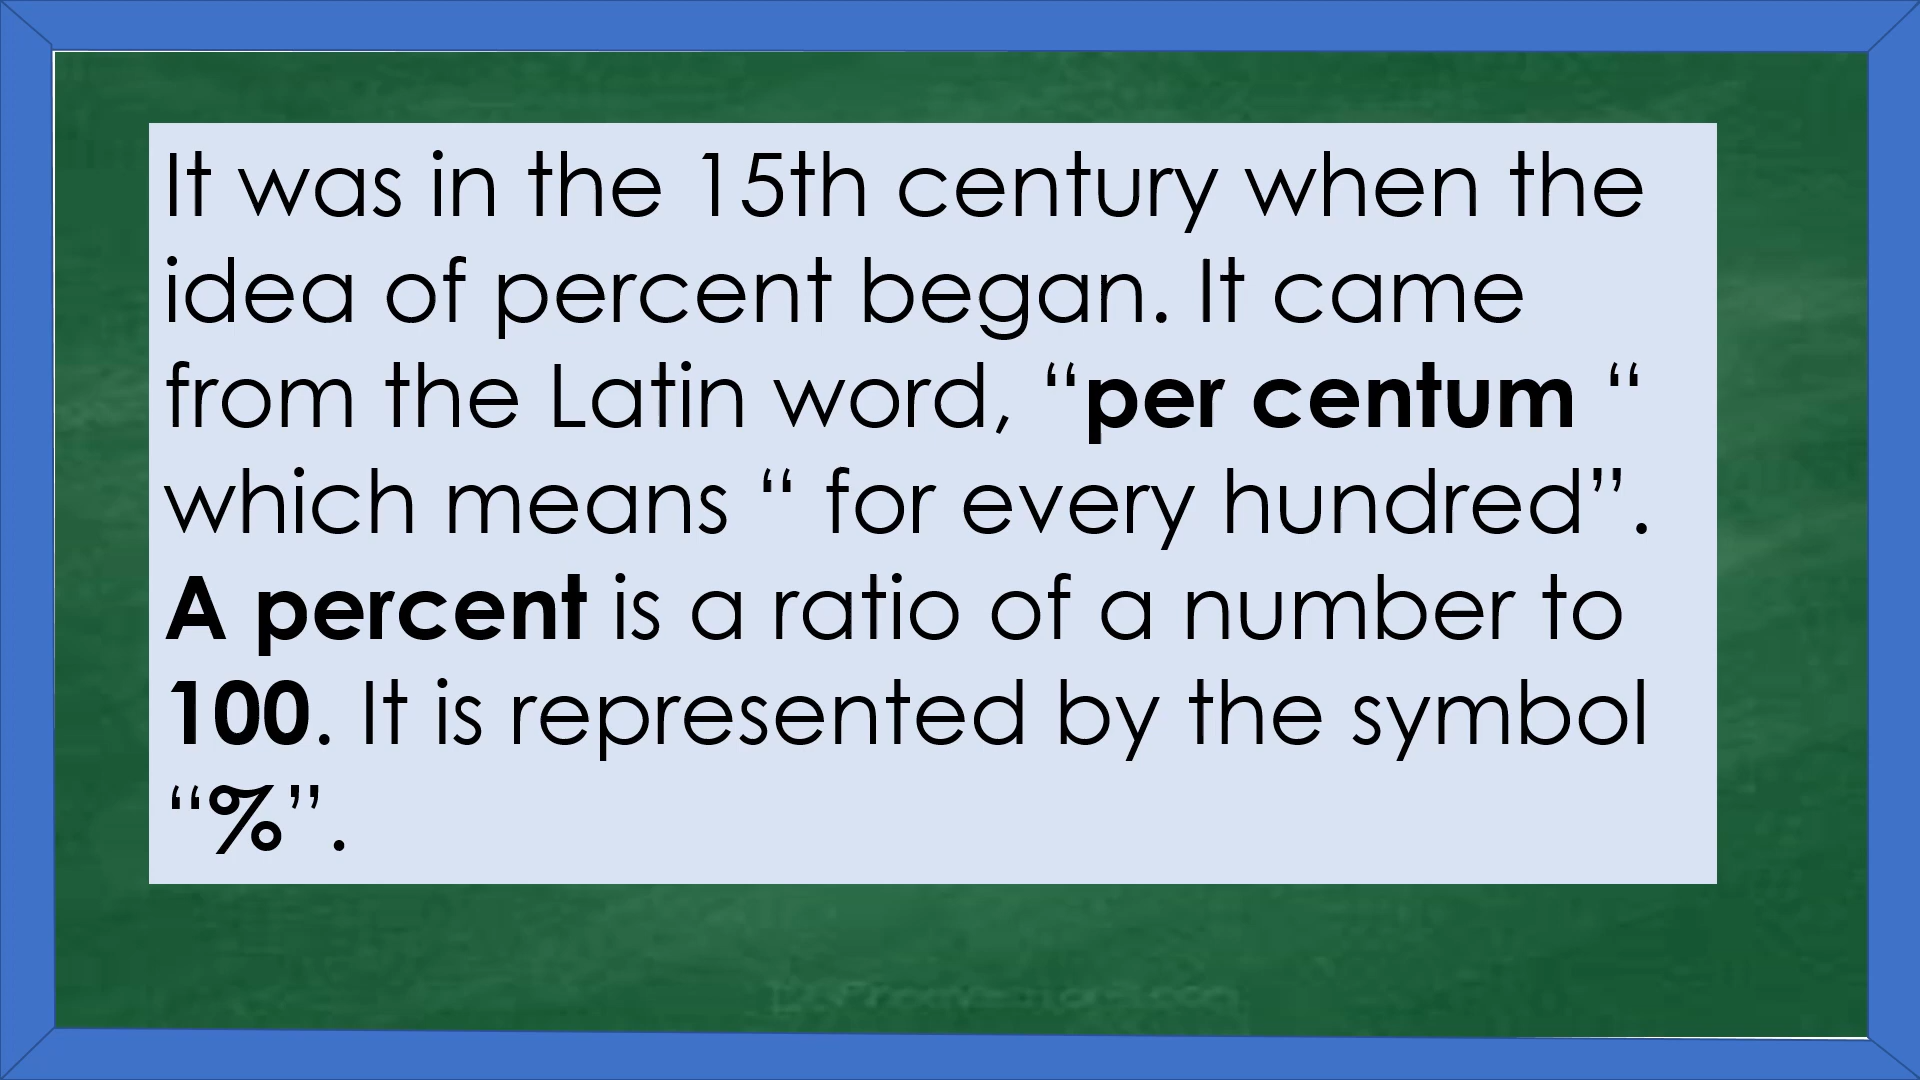 It was in the 15th century when the
idea of percent began. It came
from the Latin word, “per centum “
which means “ for every hundred”.
A percent is a ratio of a number to
100. It is represented by the symbol
“%”.